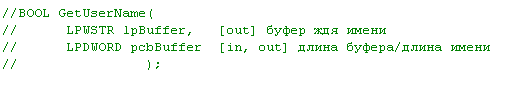 //BOOL GetUserName(
//      LPWSTR lpBuffer,   [out] буфер ждя имени
//      LPDWORD pcbBuffer  [in, out] длина буфера/длина имени
//                );